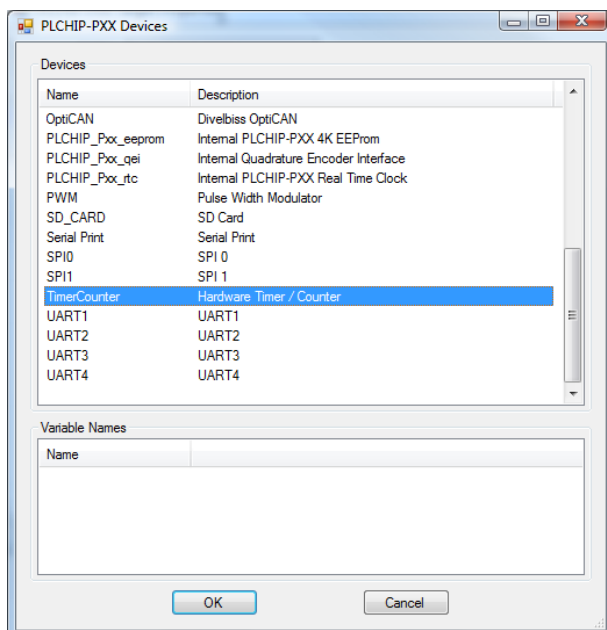 PLCHIP-PXX Devices
Devices
Name Description
OptiCAN Divelbiss OptiCAN
PLCHIP_Pxx_eeprom Internal PLCHIP-PXX 4K EEProm
PLCHIP_Pxx_qei Internal Quadrature Encoder Interface
PLCHIP_Pxx_rtc Internal PLCHIP-PXX Real Time Clock
PWM Pulse Width Modulator
SD_CARD SD Card
Serial Print Serial Print
SPI0 SPI 0
SPI1 SPI 1
TimerCounter Hardware Timer / Counter
UART1 UART1
UART2 UART2
UART3 UART3
UART4 UART4
Variable Names
Name
OK Cancel